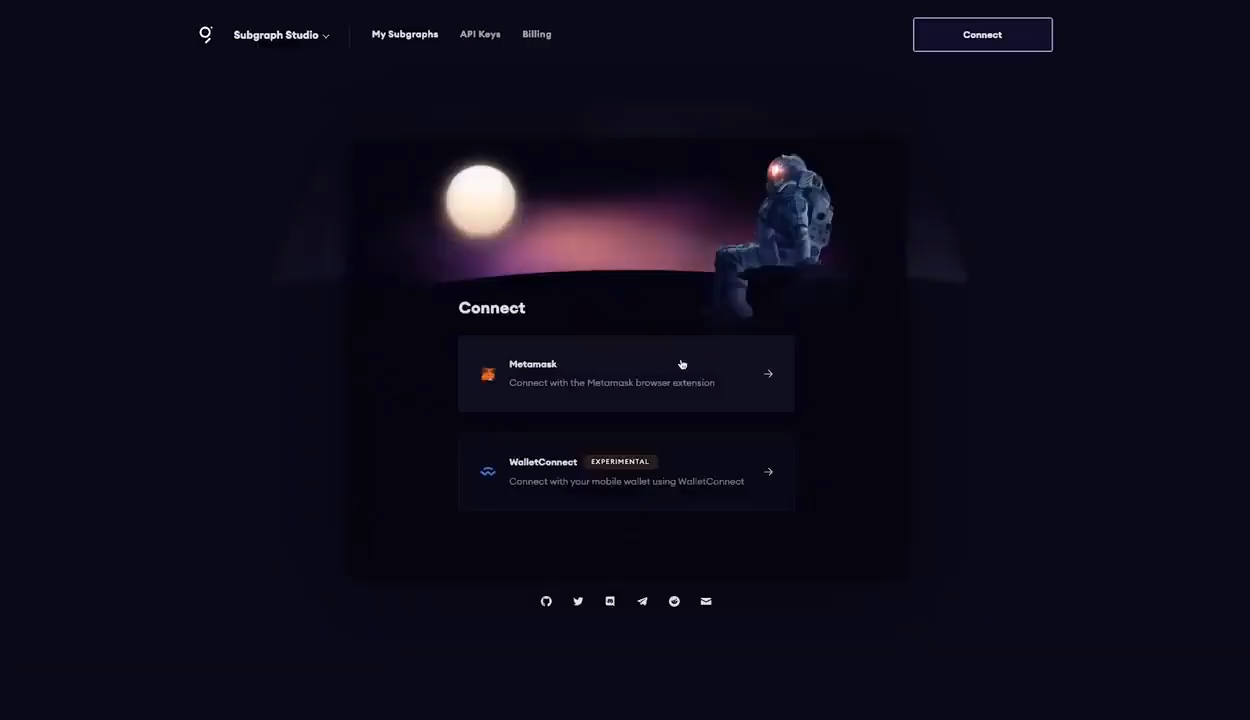 Subgraph Studio
My Subgraphs
API Keys
Billing
Connect
Connect
Metamask
Connect with the Metamask browser extension
WalletConnect
EXPERIMENTAL
Connect with your mobile wallet using WalletConnect